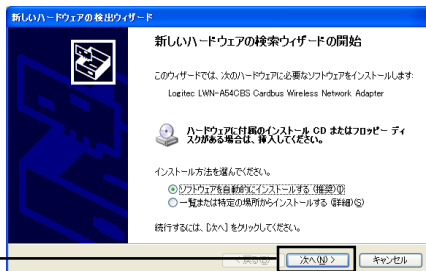 新しいハードウェアの検出ウィザード
新しいハードウェアの検索ウィザードの開始
このウィザードでは、次のハードウェアに必要なソフトウェアをインストールします:
Logitec LWN-A54CBS Cardbus Wireless Network Adapter
ハードウェアに付属のインストール CD またはフロッピー ディ
スクがある場合は、挿入してください。
インストール方法を選んでください。
ソフトウェアを自動的にインストールする (推奨)(I)
一覧または特定の場所からインストールする (詳細)(S)
続行するには、[次へ] をクリックしてください。
< 戻る(B) 次へ(N) > キャンセル